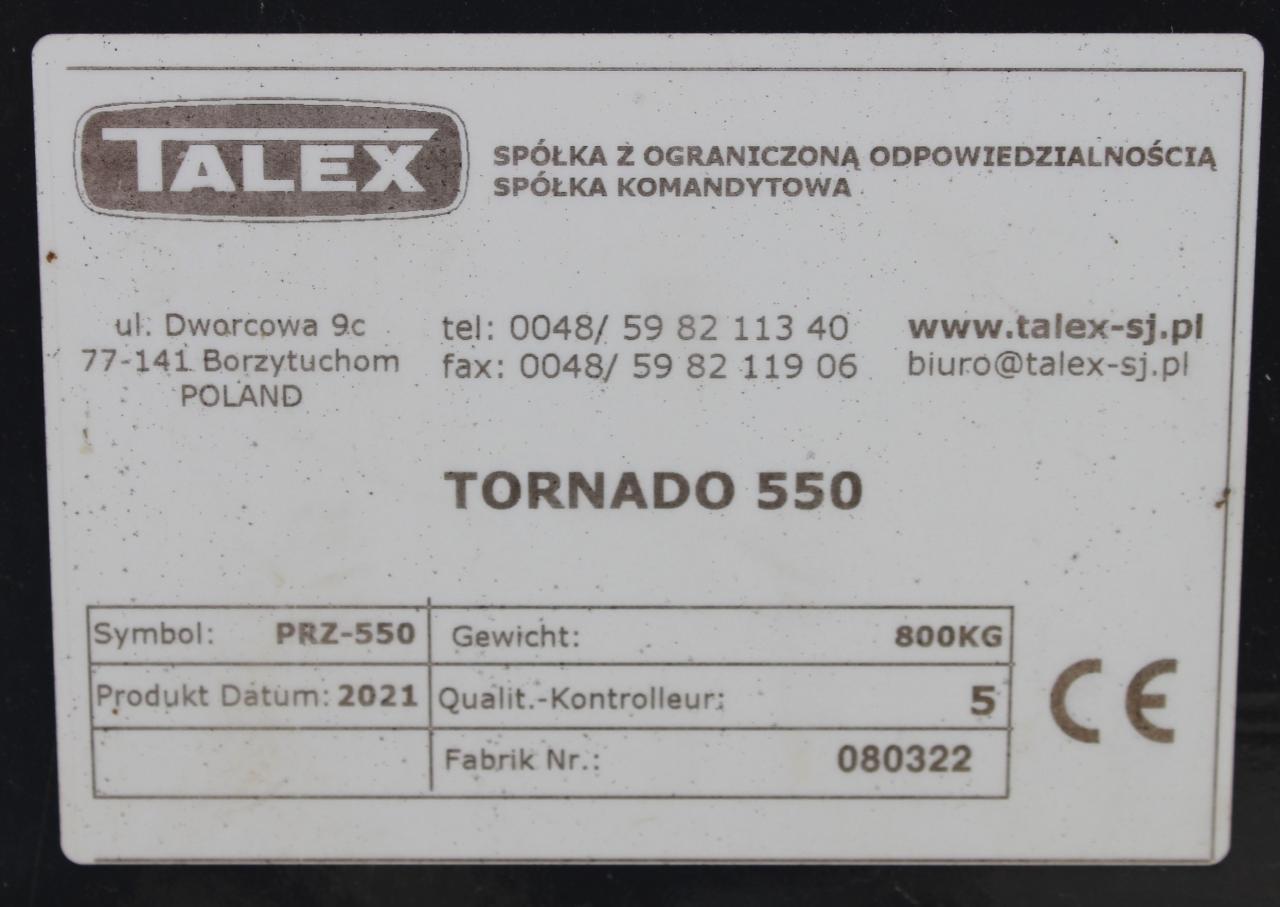 TALEX
SPÓŁKA Z OGRANICZONĄ ODPOWIEDZIALNOŚCIĄ
SPÓŁKA KOMANDYTOWA
ul. Dworcowa 9c
77-141 Borzytuchom
POLAND
tel: 0048/ 59 82 113 40
fax: 0048/ 59 82 119 06
www.talex-sj.pl
biuro@talex-sj.pl
TORNADO 550
Symbol: PRZ-550 Gewicht: 800KG
Produkt Datum: 2021 Qualit.-Kontrolleur: 5
Fabrik Nr.: 080322
CE